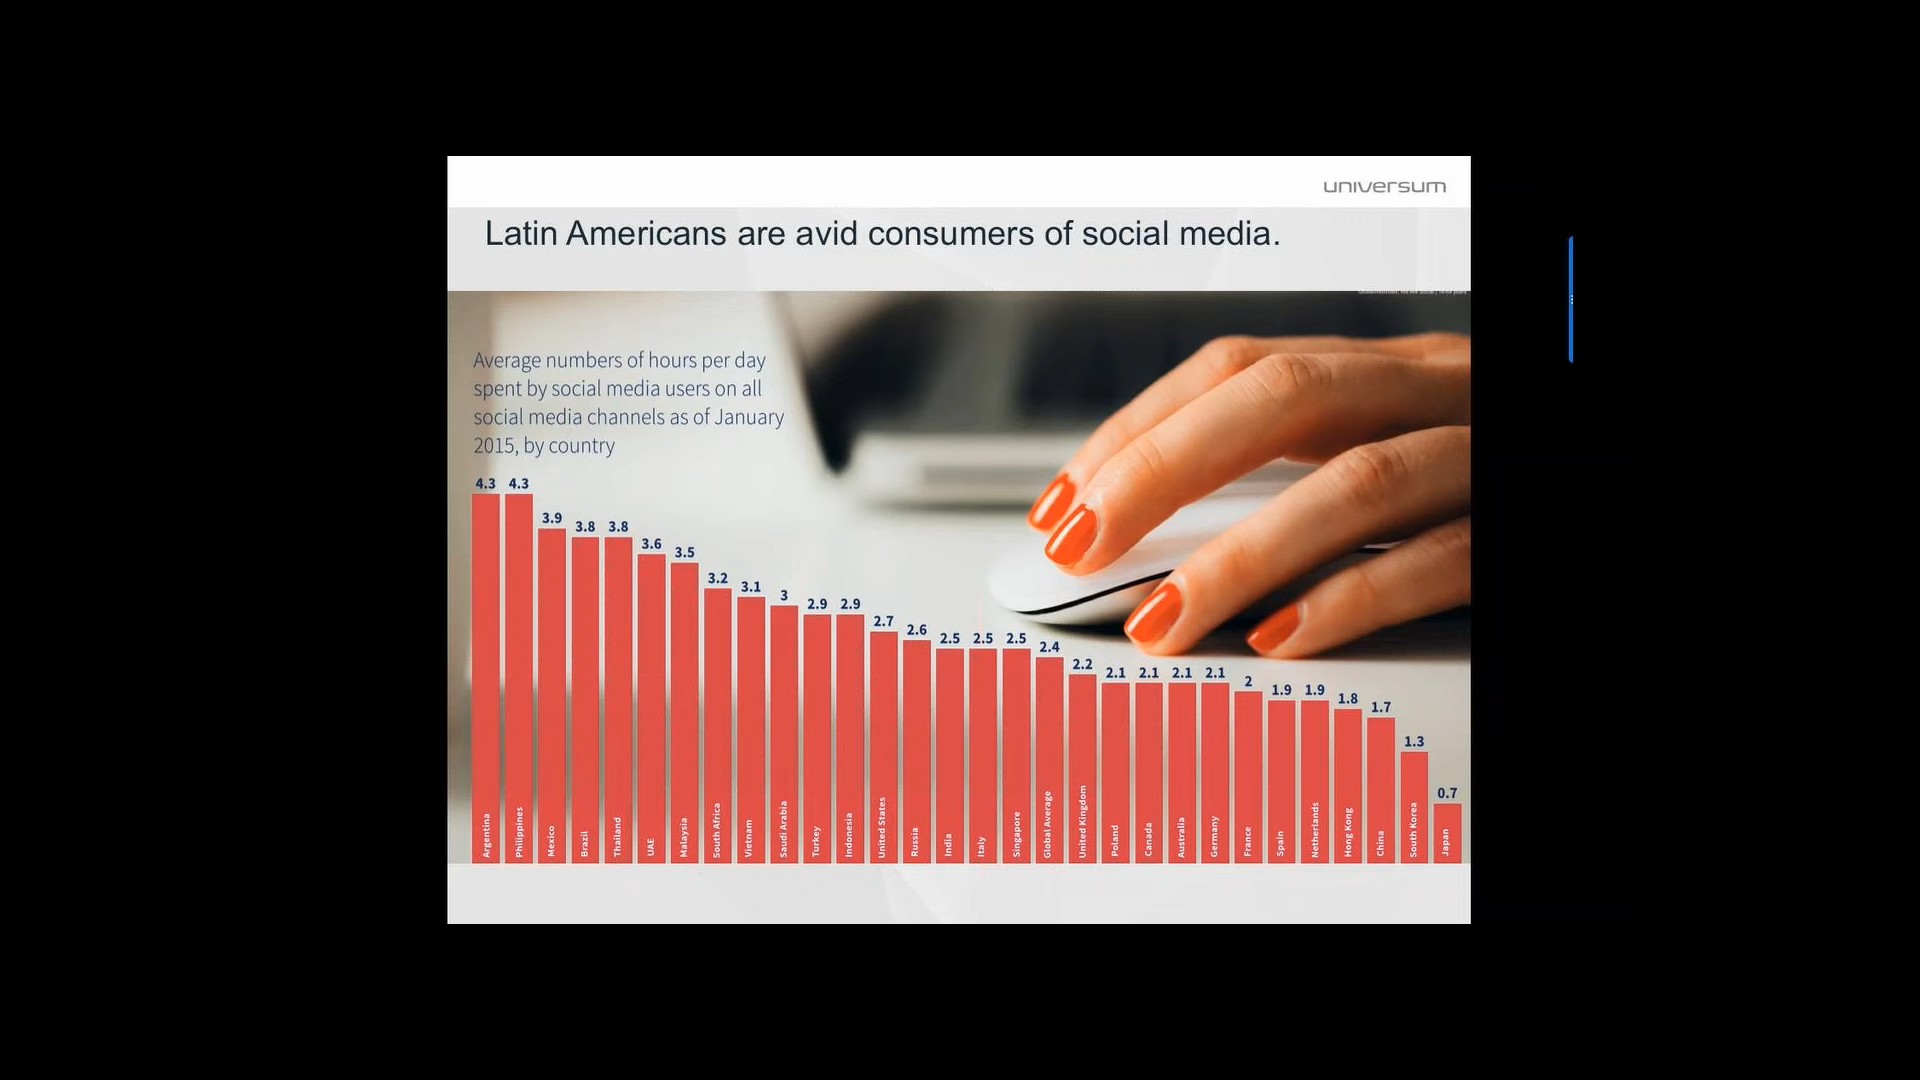 universum
Latin Americans are avid consumers of social media.
Average numbers of hours per day
spent by social media users on all
social media channels as of January
2015, by country
4.3
4.3
3.9
3.8
3.8
3.6
3.5
3.2
3.1
3
2.9
2.9
2.7
2.6
2.5
2.5
2.5
2.4
2.2
2.1
2.1
2.1
2.1
2
1.9
1.9
1.8
1.7
1.3
0.7
Argentina
Philippines
Mexico
Brazil
Thailand
UAE
Malaysia
South Africa
Vietnam
Saudi Arabia
Turkey
Indonesia
United States
Russia
India
Italy
Singapore
Global Average
United Kingdom
Poland
Canada
Australia
Germany
France
Spain
Netherlands
Hong Kong
China
South Korea
Japan